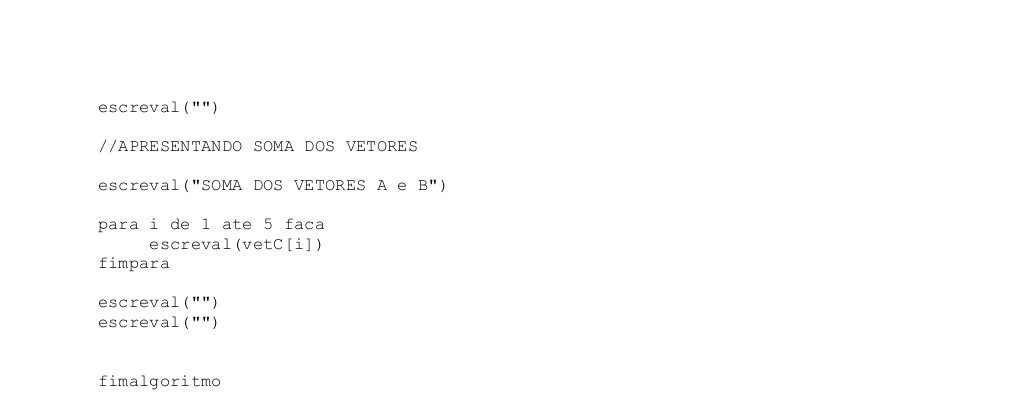 escreval("")
//APRESENTANDO SOMA DOS VETORES
escreval("SOMA DOS VETORES A e B")
para i de 1 ate 5 faca
     escreval(vetC[i])
fimpara
escreval("")
escreval("")
fimalgoritmo